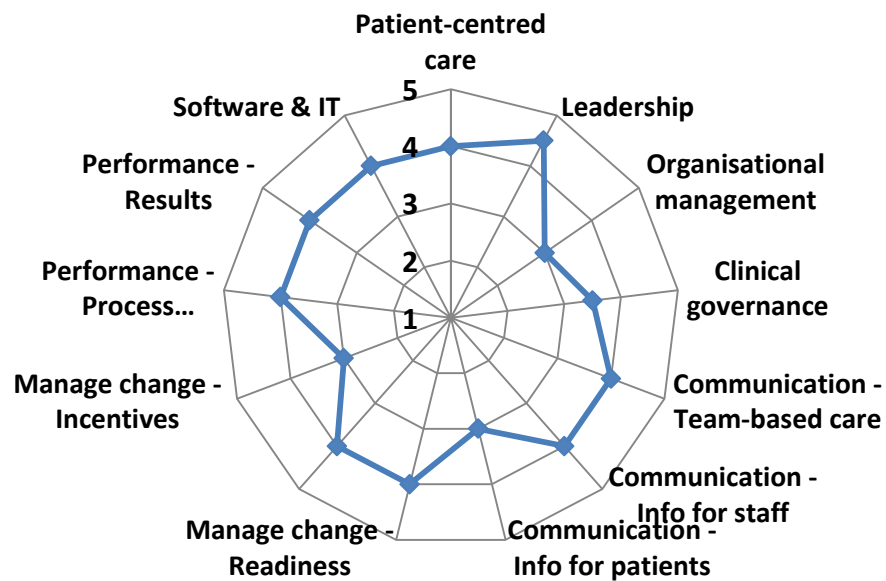 Patient-centred
care
Leadership
Organisational
management
Clinical
governance
Communication -
Team-based care
Communication -
Info for staff
Communication -
Info for patients
Manage change -
Readiness
Manage change -
Incentives
Performance -
Process...
Performance -
Results
Software & IT
5
4
3
2
1